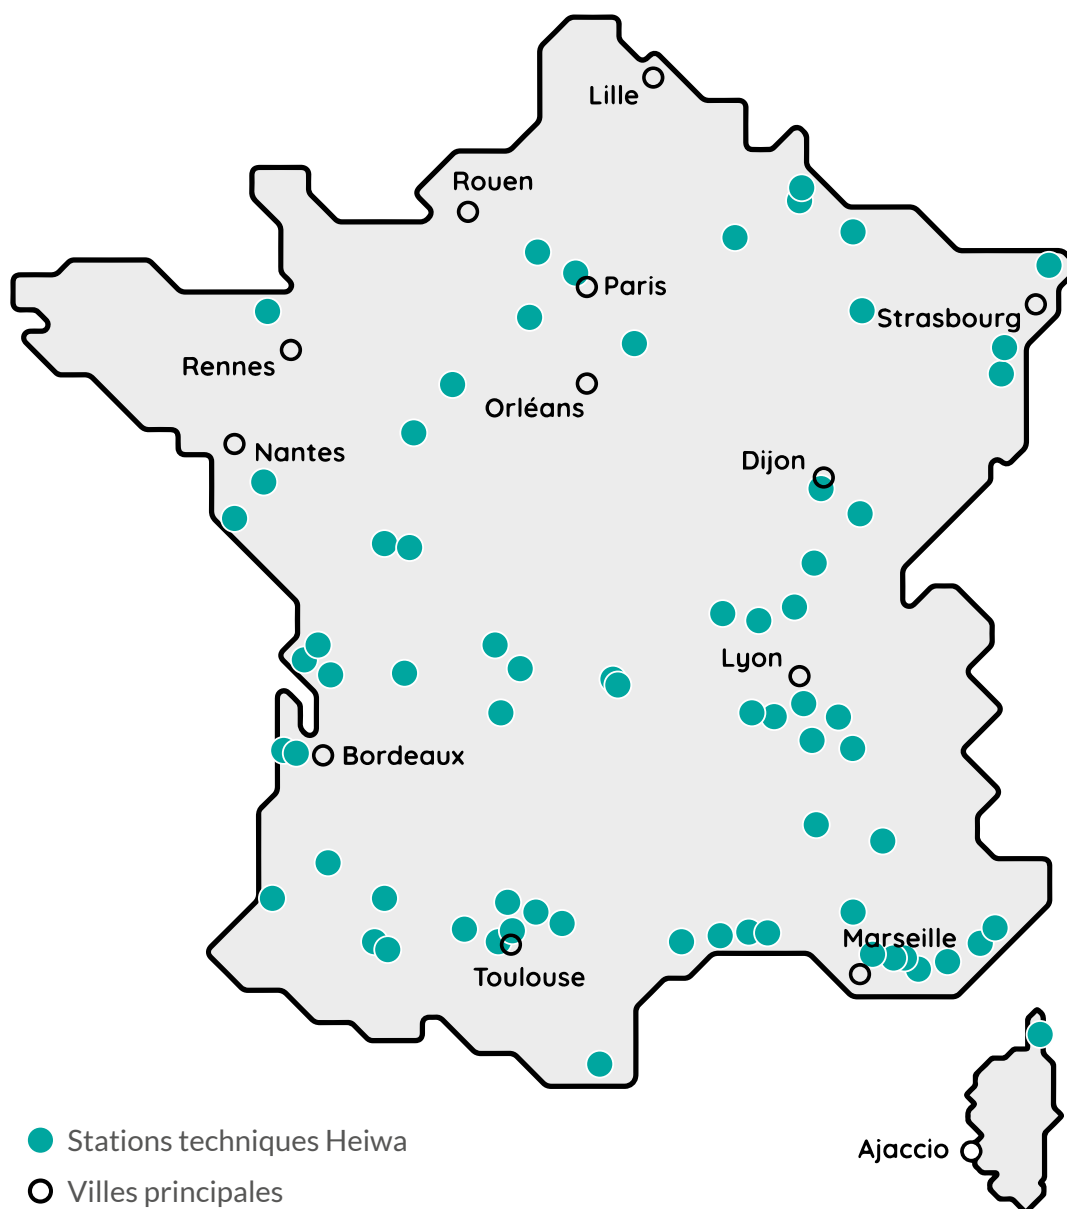 Lille
Rouen
Paris
Strasbourg
Rennes
Orléans
Nantes
Dijon
Lyon
Bordeaux
Marseille
Toulouse
Ajaccio
Stations techniques Heiwa
Villes principales